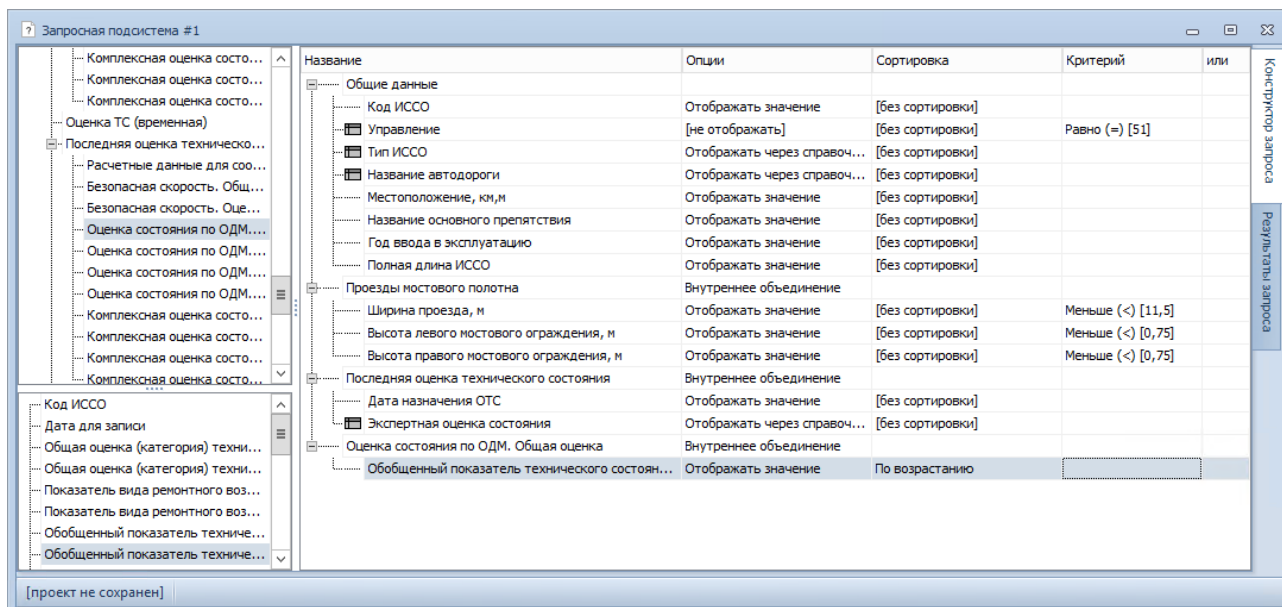 Запросная подсистема #1
Комплексная оценка состо...
Комплексная оценка состо...
Комплексная оценка состо...
Оценка ТС (временная)
Последняя оценка техническо...
Расчетные данные для соо...
Безопасная скорость. Общ...
Безопасная скорость. Оце...
Оценка состояния по ОДМ....
Оценка состояния по ОДМ....
Оценка состояния по ОДМ....
Оценка состояния по ОДМ....
Комплексная оценка состо...
Комплексная оценка состо...
Комплексная оценка состо...
Комплексная оценка состо...
Код ИССО
Дата для записи
Общая оценка (категория) техни...
Общая оценка (категория) техни...
Показатель вида ремонтного воз...
Показатель вида ремонтного воз...
Обобщенный показатель техниче...
Обобщенный показатель техниче...
Название Опции Сортировка Критерий или
Общие данные
Код ИССО Отображать значение [без сортировки]
Управление [не отображать] [без сортировки] Равно (=) [51]
Тип ИССО Отображать через справоч... [без сортировки]
Название автодороги Отображать через справоч... [без сортировки]
Местоположение, км,м Отображать значение [без сортировки]
Название основного препятствия Отображать значение [без сортировки]
Год ввода в эксплуатацию Отображать значение [без сортировки]
Полная длина ИССО Отображать значение [без сортировки]
Проезды мостового полотна Внутреннее объединение
Ширина проезда, м Отображать значение [без сортировки] Меньше (<) [11,5]
Высота левого мостового ограждения, м Отображать значение [без сортировки] Меньше (<) [0,75]
Высота правого мостового ограждения, м Отображать значение [без сортировки] Меньше (<) [0,75]
Последняя оценка технического состояния Внутреннее объединение
Дата назначения ОТС Отображать значение [без сортировки]
Экспертная оценка состояния Отображать через справоч... [без сортировки]
Оценка состояния по ОДМ. Общая оценка Внутреннее объединение
Обобщенный показатель технического состоян... Отображать значение По возрастанию
Конструктор запроса
Результаты запроса
[проект не сохранен]